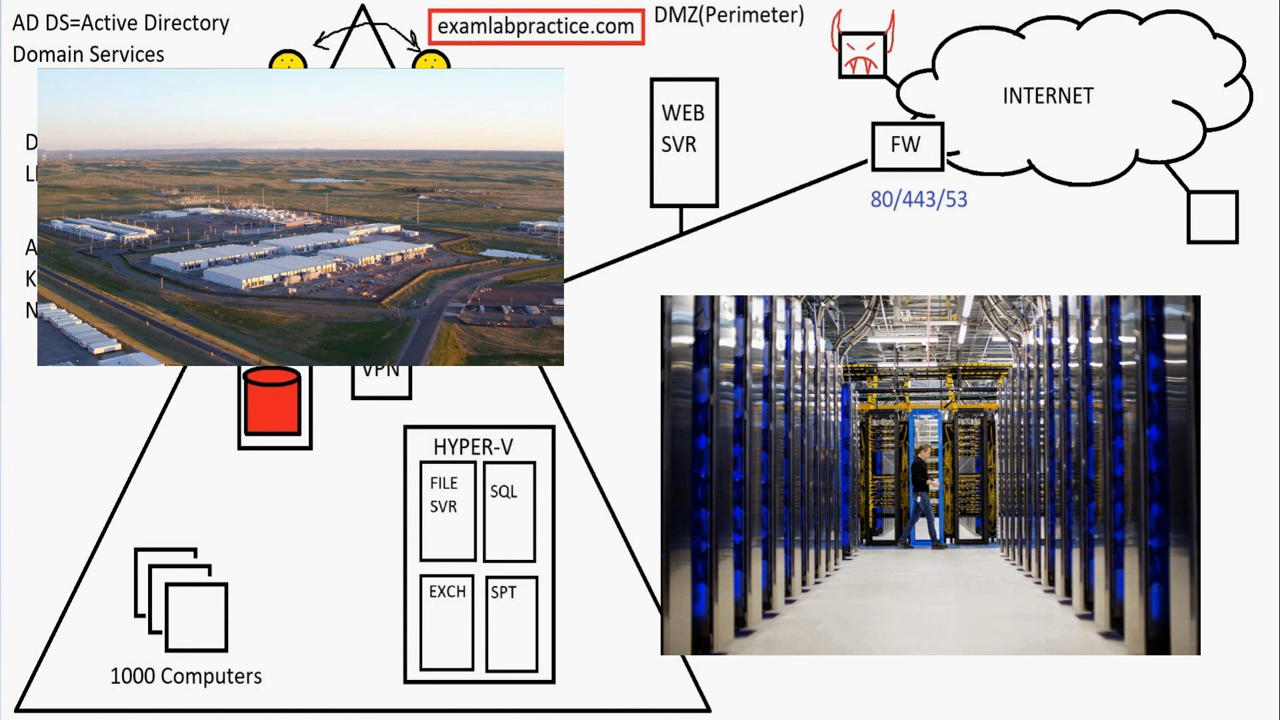 AD DS=Active Directory
Domain Services
examlabpractice.com
DMZ(Perimeter)
WEB
SVR
INTERNET
FW
80/443/53
D
A
K
N
VPN
HYPER-V
FILE
SVR
SQL
EXCH
SPT
1000 Computers